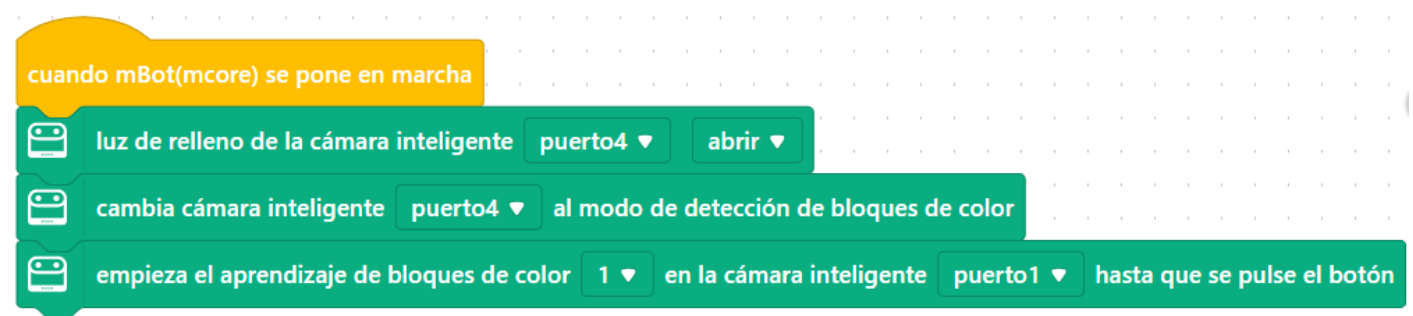 cuando mBot(mcore) se pone en marcha
luz de relleno de la cámara inteligente puerto4 abrir
cambia cámara inteligente puerto4 al modo de detección de bloques de color
empieza el aprendizaje de bloques de color 1 en la cámara inteligente puerto1 hasta que se pulse el botón